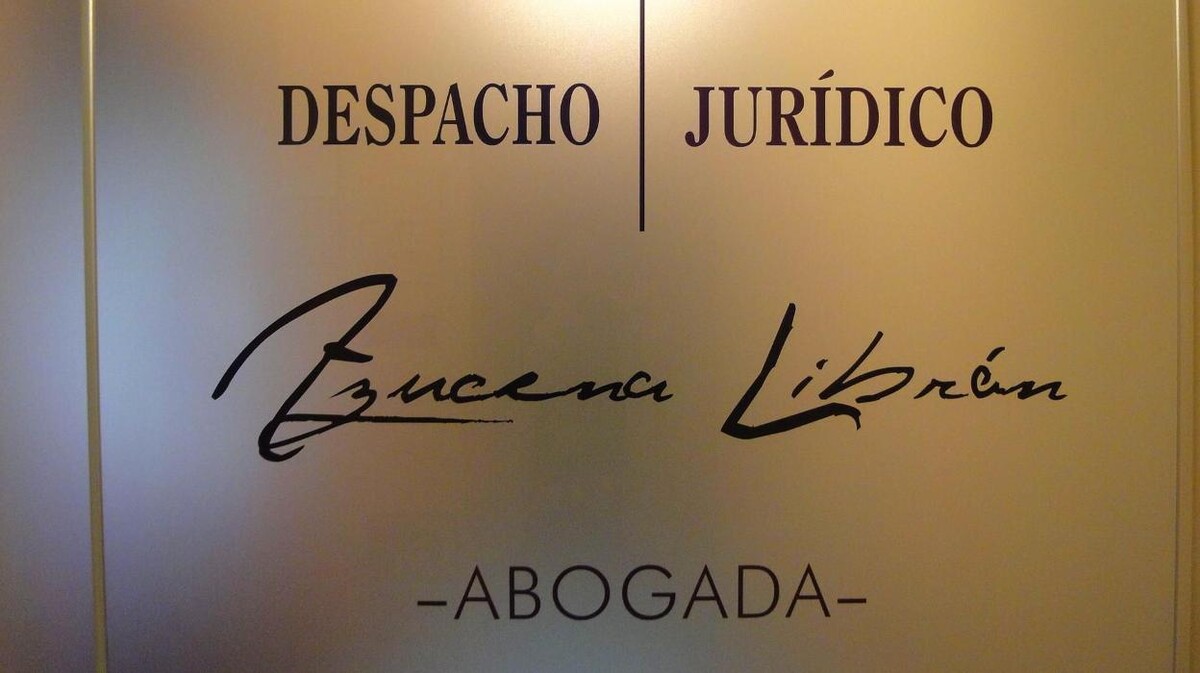 DESPACHO JURÍDICO
Azucena Librán
–ABOGADA–